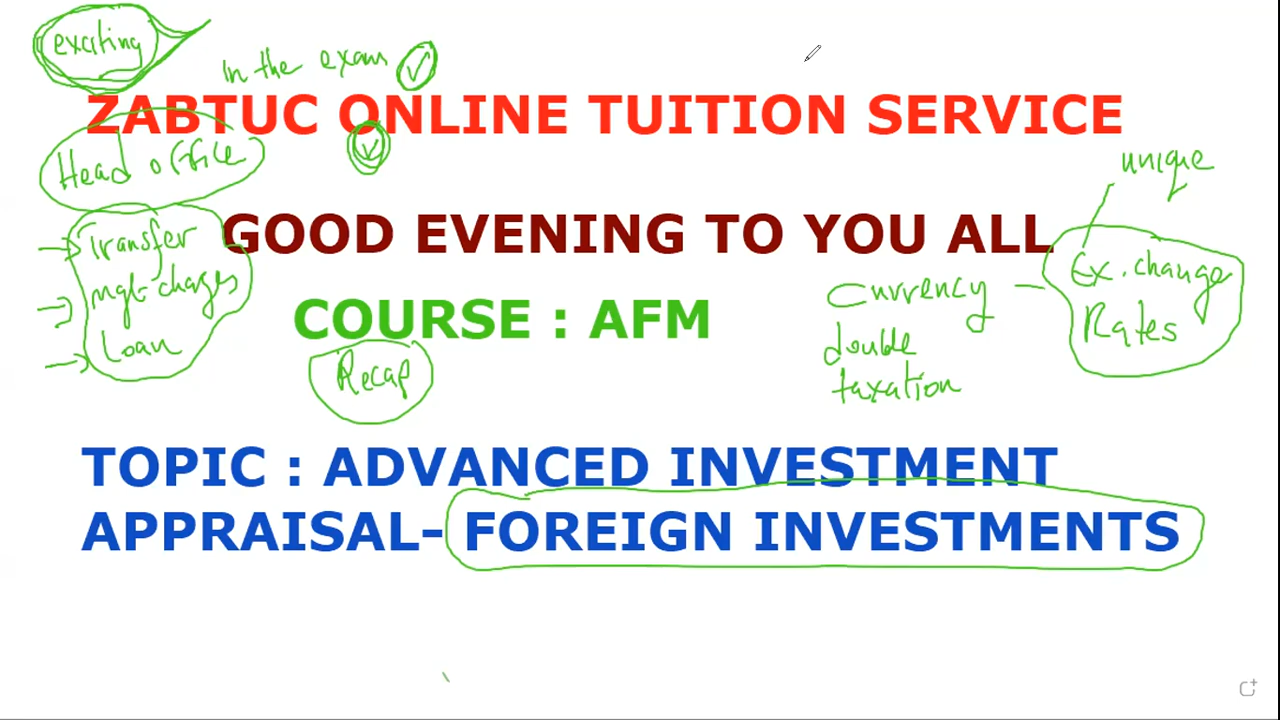 exciting
in the exam
ZABTUC ONLINE TUITION SERVICE
Head office
unique
GOOD EVENING TO YOU ALL
Transfer
mgt charges
Loan
Currency
Ex.change
Rates
double
taxation
COURSE : AFM
Recap
TOPIC : ADVANCED INVESTMENT
APPRAISAL- FOREIGN INVESTMENTS